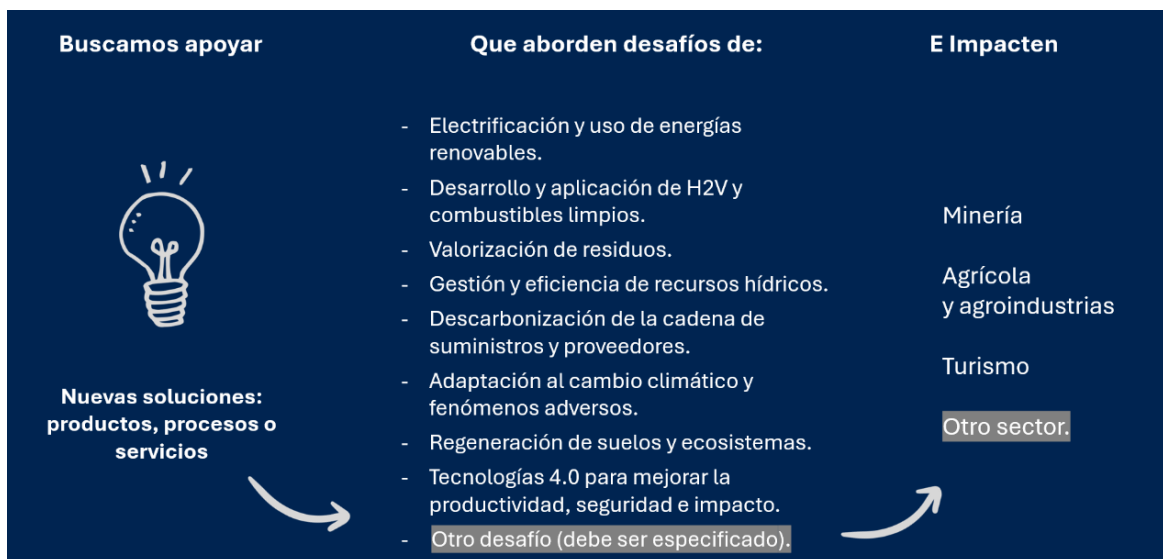 Buscamos apoyar
Nuevas soluciones:
productos, procesos o
servicios
Que aborden desafíos de:
- Electrificación y uso de energías
renovables.
- Desarrollo y aplicación de H2V y
combustibles limpios.
- Valorización de residuos.
- Gestión y eficiencia de recursos hídricos.
- Descarbonización de la cadena de
suministros y proveedores.
- Adaptación al cambio climático y
fenómenos adversos.
- Regeneración de suelos y ecosistemas.
- Tecnologías 4.0 para mejorar la
productividad, seguridad e impacto.
- Otro desafío (debe ser especificado).
E Impacten
Minería
Agrícola
y agroindustrias
Turismo
Otro sector.